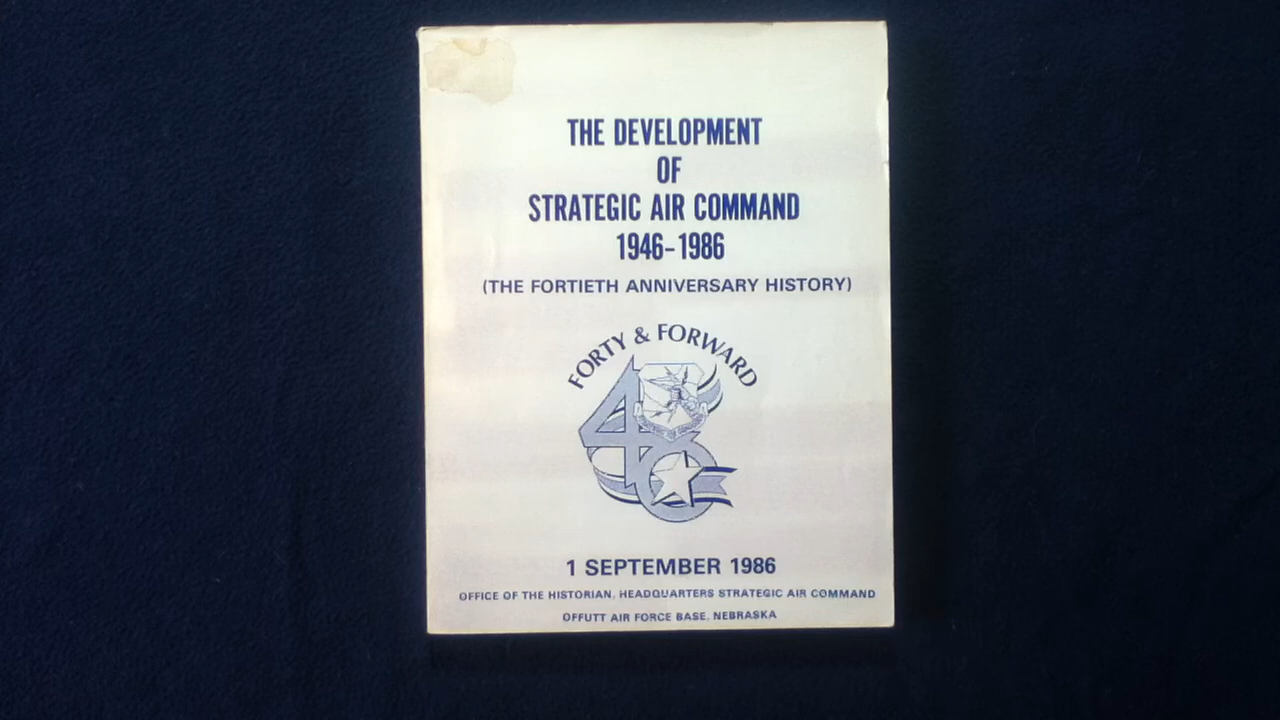 THE DEVELOPMENT
OF
STRATEGIC AIR COMMAND
1946-1986
(THE FORTIETH ANNIVERSARY HISTORY)
FORTY & FORWARD
40
1 SEPTEMBER 1986
OFFICE OF THE HISTORIAN, HEADQUARTERS STRATEGIC AIR COMMAND
OFFUTT AIR FORCE BASE, NEBRASKA